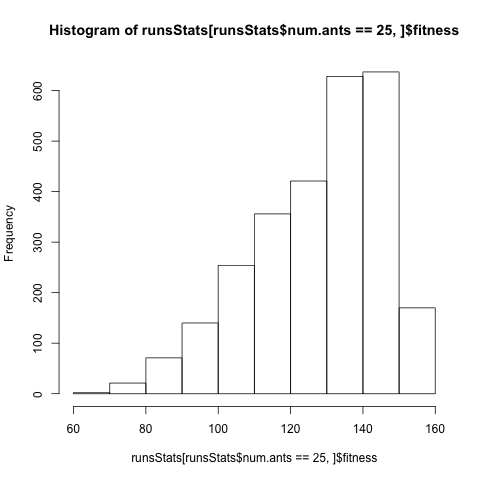 Histogram of runsStats[runsStats$num.ants == 25, ]$fitness
Frequency
600
500
400
300
200
100
0
60 80 100 120 140 160
runsStats[runsStats$num.ants == 25, ]$fitness